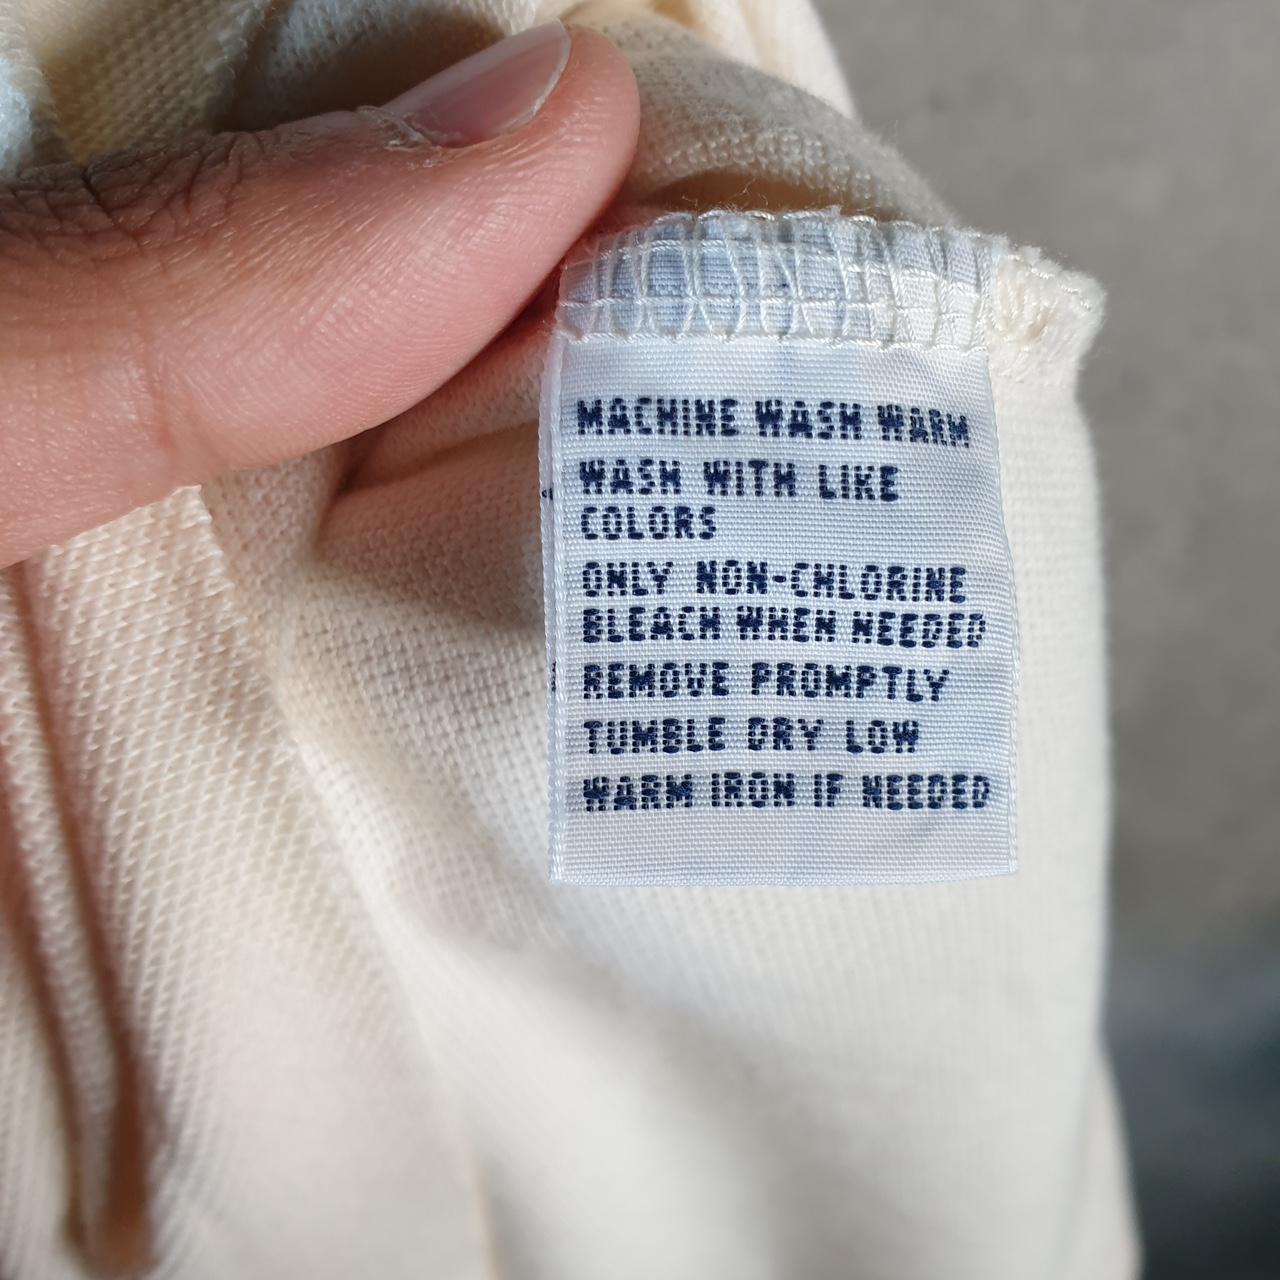 MACHINE WASH WARM
WASH WITH LIKE
COLORS
ONLY NON-CHLORINE
BLEACH WHEN NEEDED
REMOVE PROMPTLY
TUMBLE DRY LOW
WARM IRON IF NEEDED